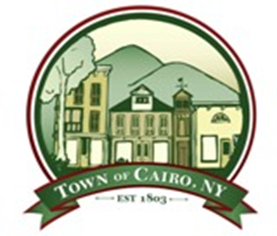 TOWN OF CAIRO, NY
EST 1803